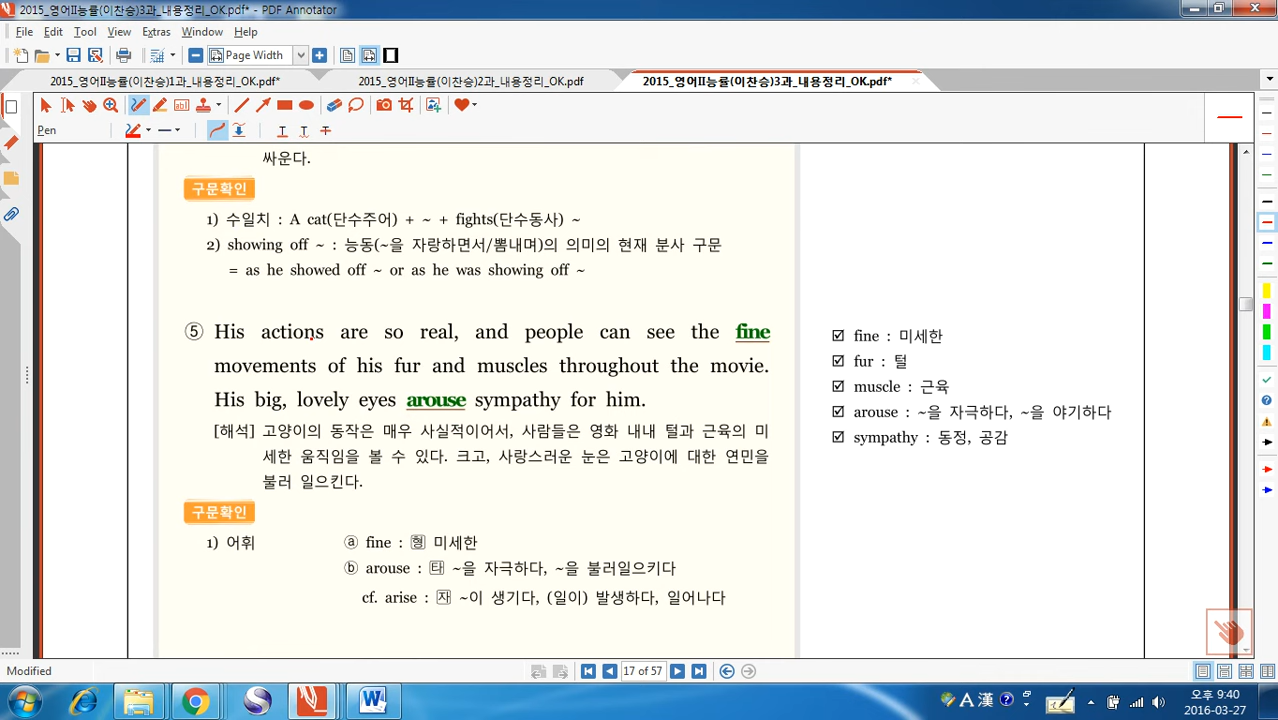 2015_영어II능률(이찬승)3과_내용정리_OK.pdf* - PDF Annotator
File Edit Tools View Extras Window Help
Page Width
2015_영어II능률(이찬승)1과_내용정리_OK.pdf* 2015_영어II능률(이찬승)2과_내용정리_OK.pdf 2015_영어II능률(이찬승)3과_내용정리_OK.pdf*
Pen
싸운다.
구문확인
1) 수일치 : A cat(단수주어) + ~ + fights(단수동사) ~
2) showing off ~ : 능동(~을 자랑하면서/뽐내며)의 의미의 현재 분사 구문
= as he showed off ~ or as he was showing off ~
⑤ His actions are so real, and people can see the fine
movements of his fur and muscles throughout the movie.
His big, lovely eyes arouse sympathy for him.
[해석] 고양이의 동작은 매우 사실적이어서, 사람들은 영화 내내 털과 근육의 미
세한 움직임을 볼 수 있다. 크고, 사랑스러운 눈은 고양이에 대한 연민을
불러 일으킨다.
구문확인
1) 어휘 ⓐ fine : 형 미세한
ⓑ arouse : 타 ~을 자극하다, ~을 불러일으키다
cf. arise : 자 ~이 생기다, (일이) 발생하다, 일어나다
☑ fine : 미세한
☑ fur : 털
☑ muscle : 근육
☑ arouse : ~을 자극하다, ~을 야기하다
☑ sympathy : 동정, 공감
Modified
17 of 57
A 漢
오후 9:40
2016-03-27